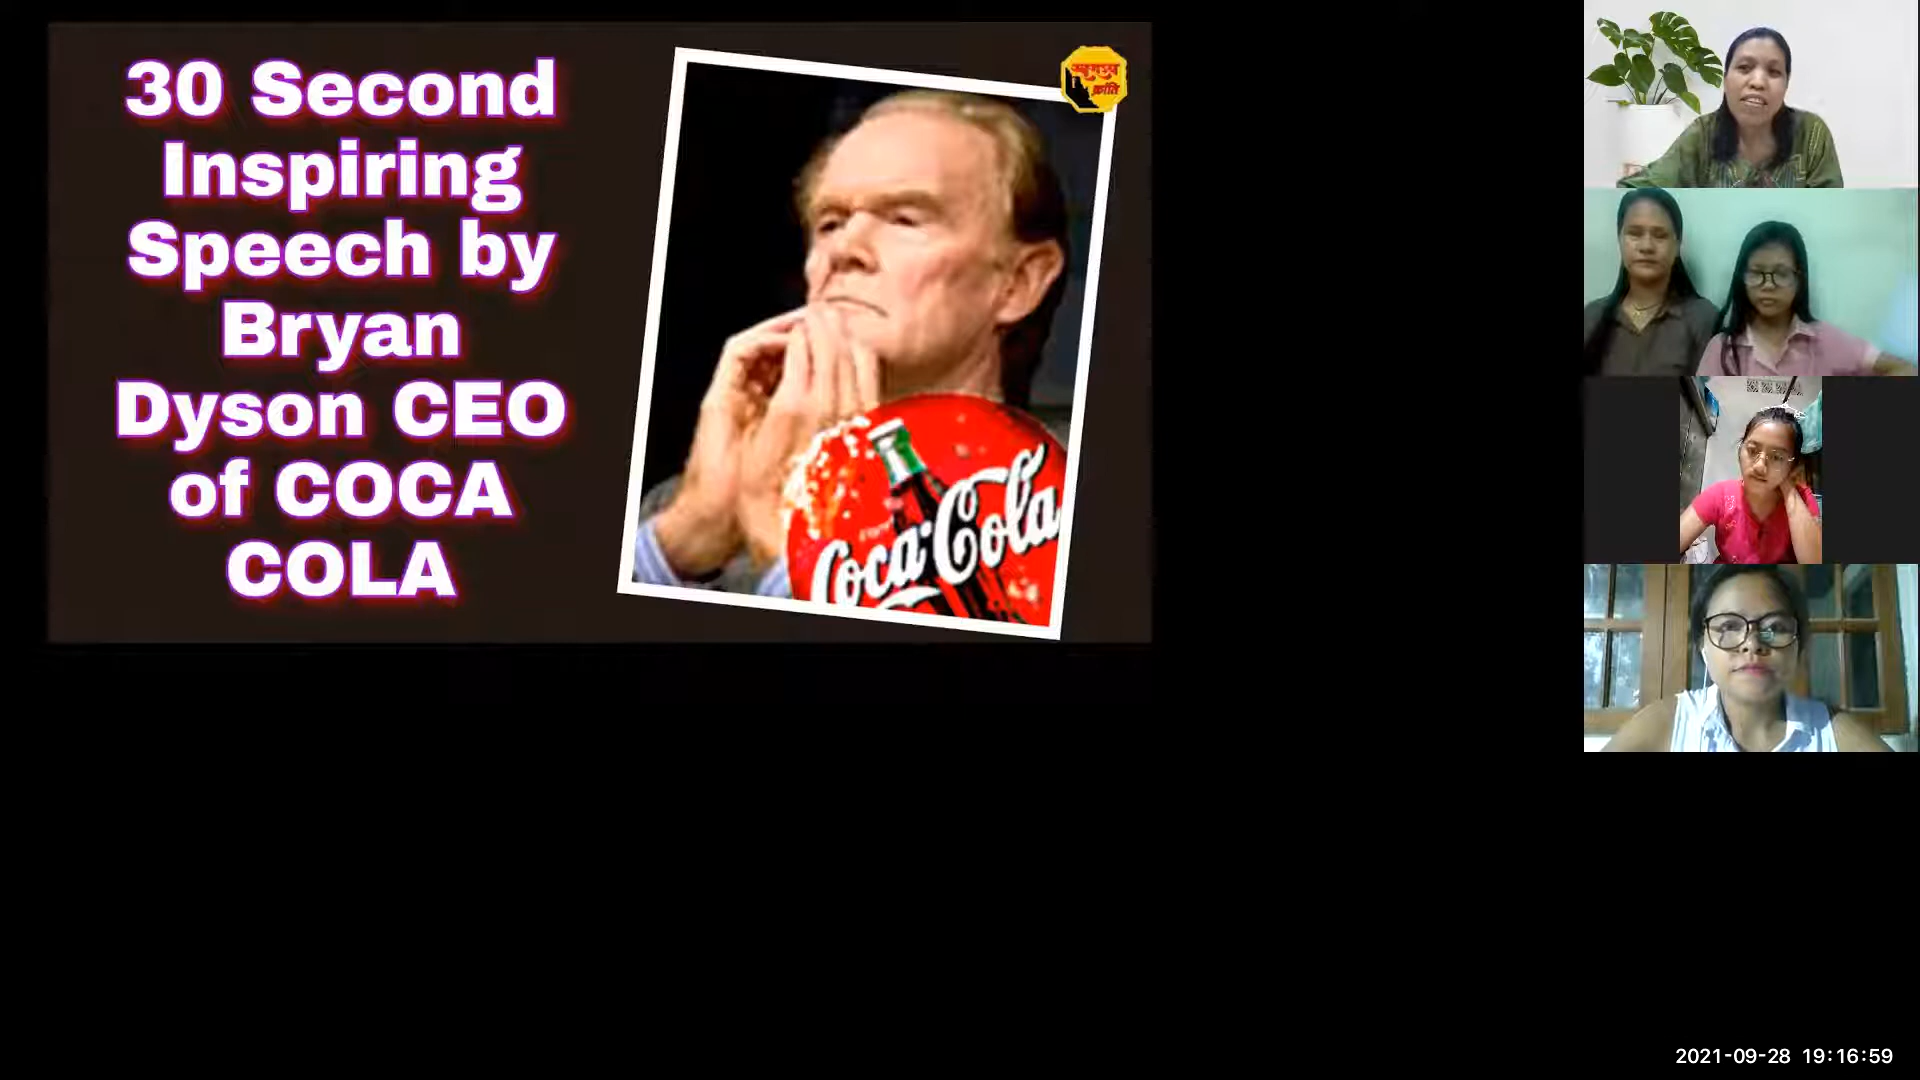 30 Second
Inspiring
Speech by
Bryan
Dyson CEO
of COCA
COLA
क्रांति
Coca-Cola
2021-09-28 19:16:59